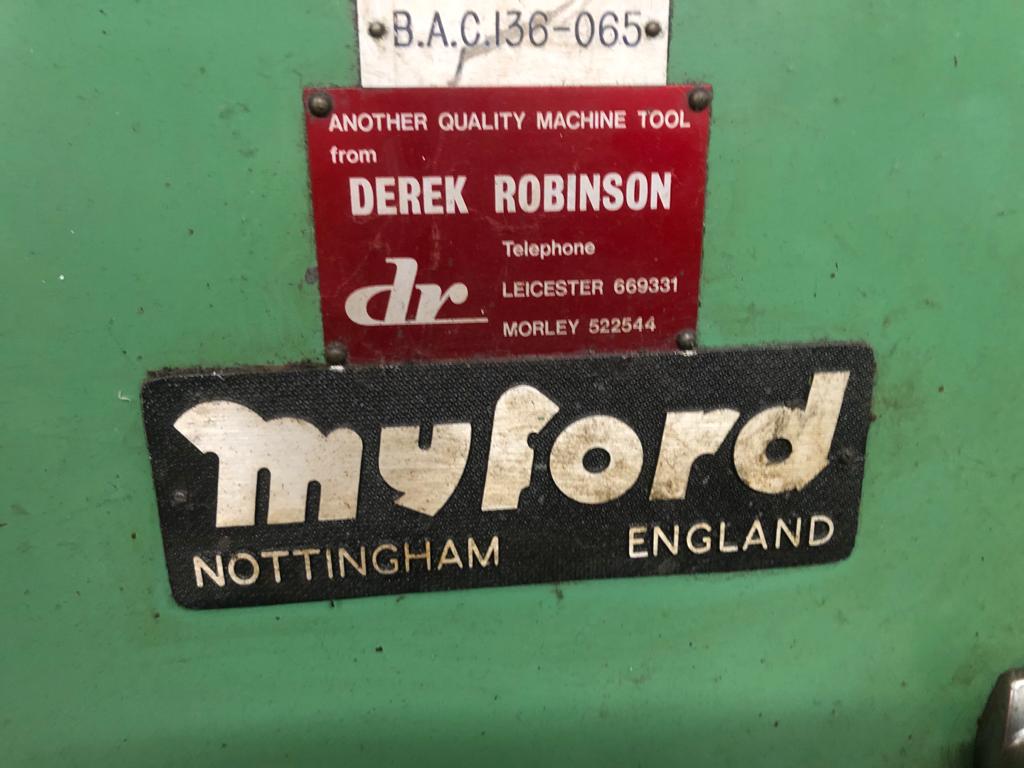 B.A.C.136-065
ANOTHER QUALITY MACHINE TOOL
from
DEREK ROBINSON
Telephone
dr
LEICESTER 669331
MORLEY 522544
myford
NOTTINGHAM ENGLAND